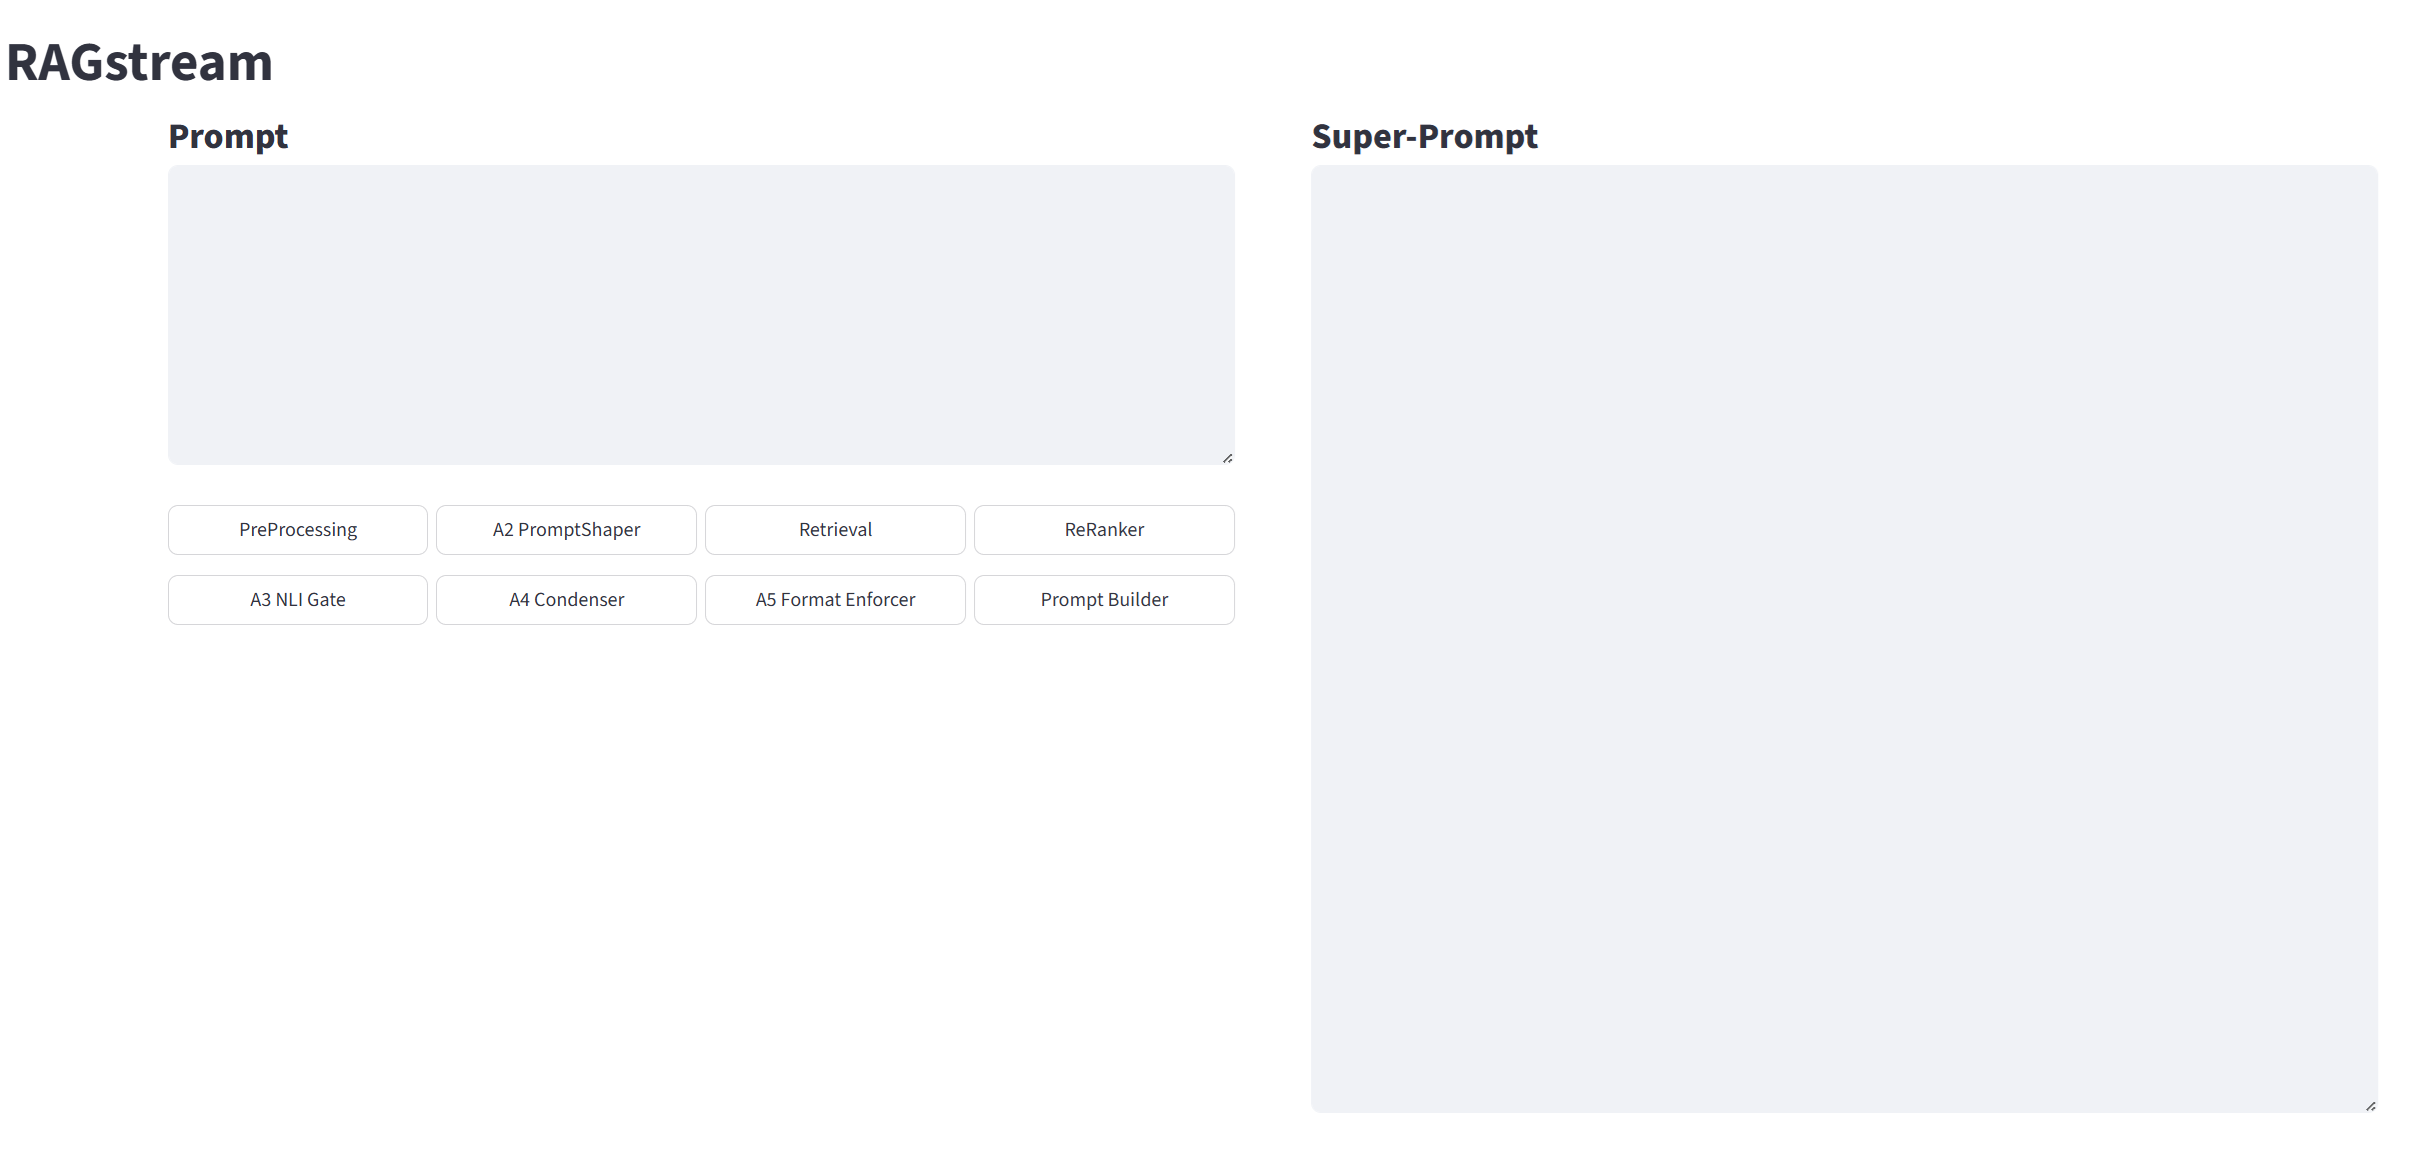 RAGstream
Prompt
Super-Prompt
PreProcessing
A2 PromptShaper
Retrieval
ReRanker
A3 NLI Gate
A4 Condenser
A5 Format Enforcer
Prompt Builder